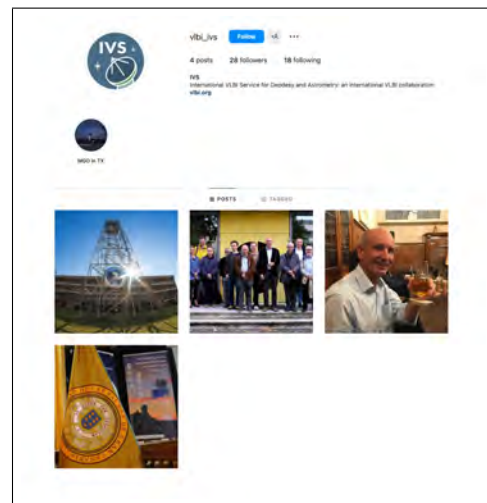 IVS
vlbi_ivs Follow
4 posts 28 followers 18 following
IVS
International VLBI Service for Geodesy and Astrometry: an international VLBI collaboration
vlbi.org
MGO in TX
POSTS TAGGED